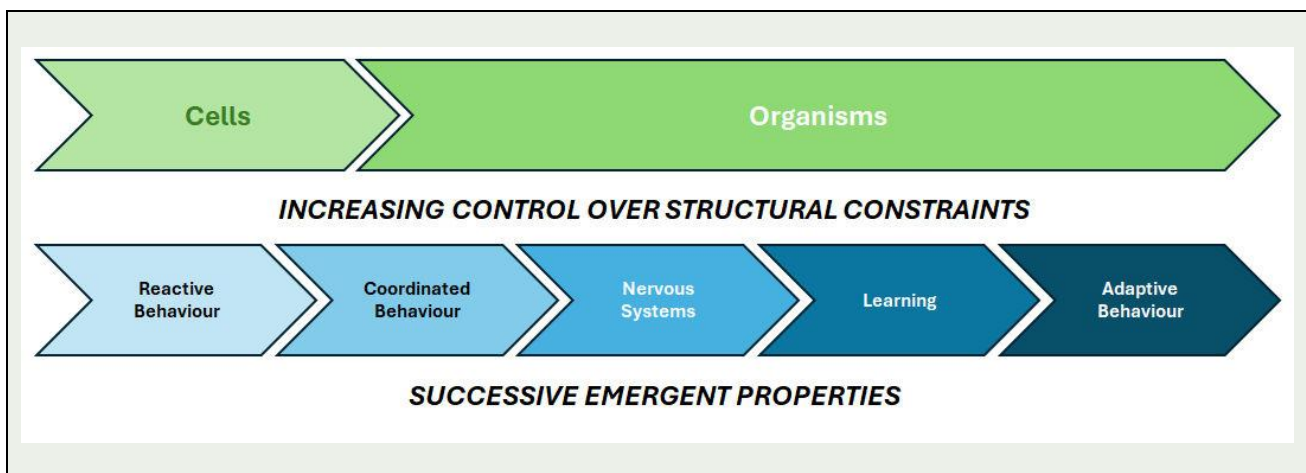 Cells
Organisms
INCREASING CONTROL OVER STRUCTURAL CONSTRAINTS
Reactive
Behaviour
Coordinated
Behaviour
Nervous
Systems
Learning
Adaptive
Behaviour
SUCCESSIVE EMERGENT PROPERTIES